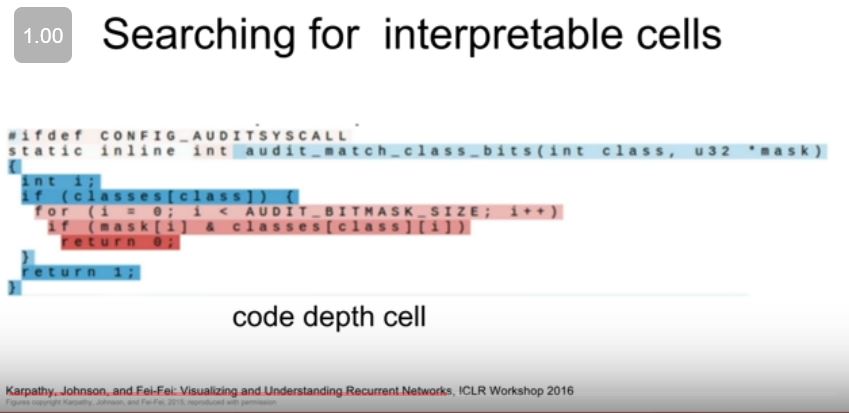 1.00
Searching for interpretable cells
#ifdef CONFIG_AUDITSYSCALL
static inline int audit_match_class_bits(int class, u32 *mask)
{
int i;
if (classes[class]) {
for (i = 0; i < AUDIT_BITMASK_SIZE; i++)
if (mask[i] & classes[class][i])
return 0;
}
return 1;
}
code depth cell
Karpathy, Johnson, and Fei-Fei: Visualizing and Understanding Recurrent Networks, ICLR Workshop 2016
Figures copyright Karpathy, Johnson, and Fei-Fei, 2015; reproduced with permission